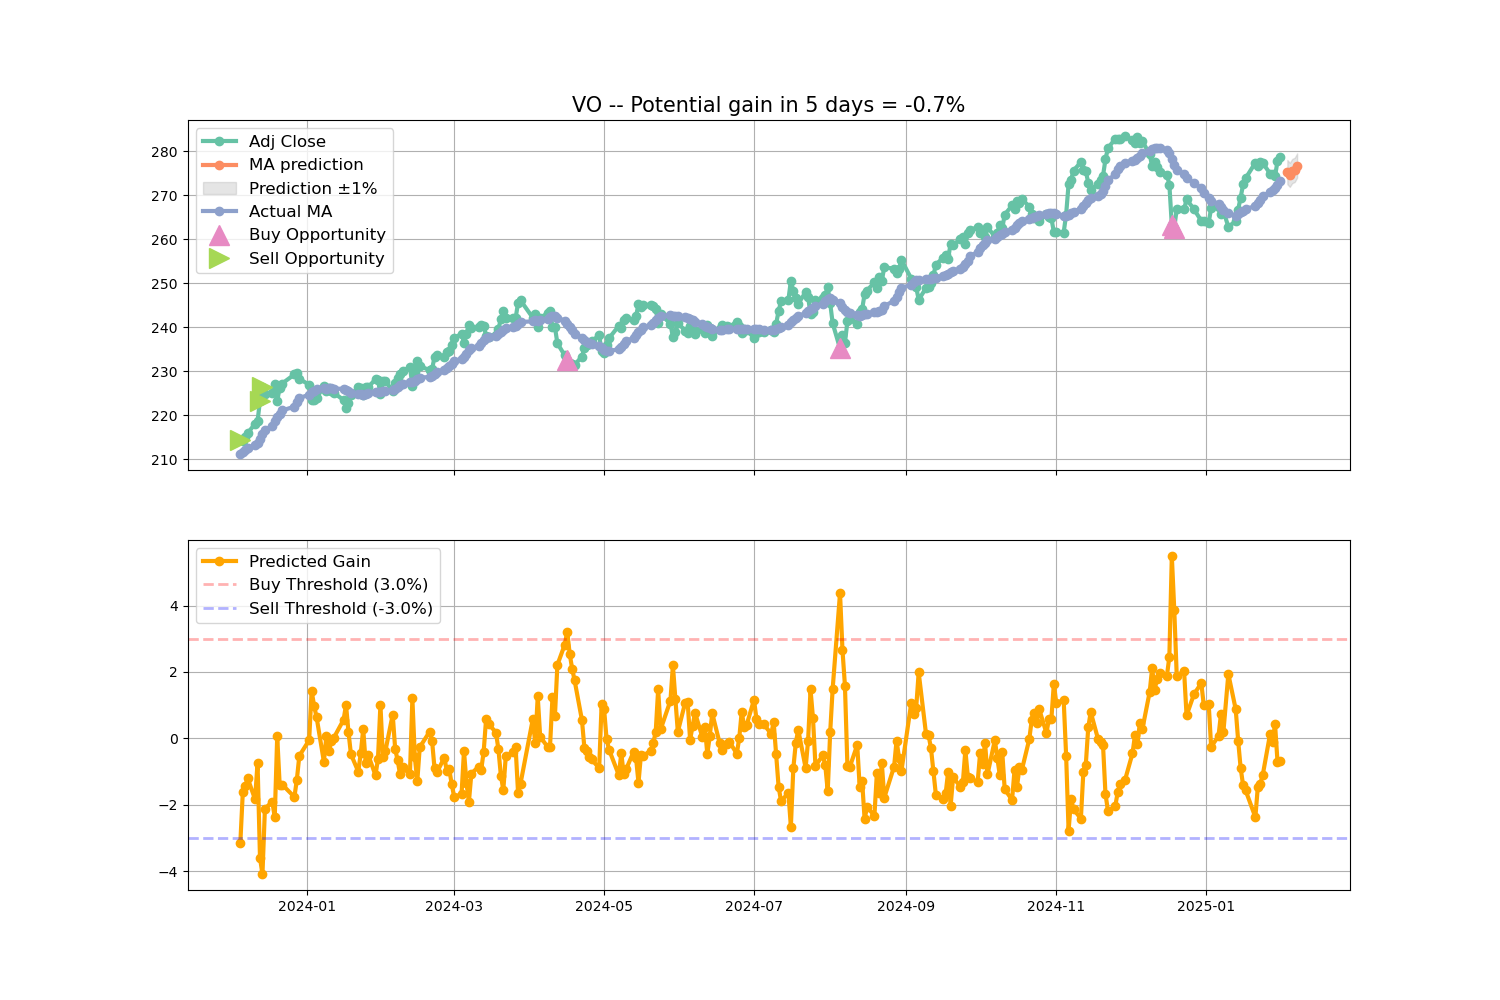 VO -- Potential gain in 5 days = -0.7%
Adj Close
MA prediction
Prediction ±1%
Actual MA
Buy Opportunity
Sell Opportunity
280
270
260
250
240
230
220
210
Predicted Gain
Buy Threshold (3.0%)
Sell Threshold (-3.0%)
4
2
0
−2
−4
2024-01 2024-03 2024-05 2024-07 2024-09 2024-11 2025-01